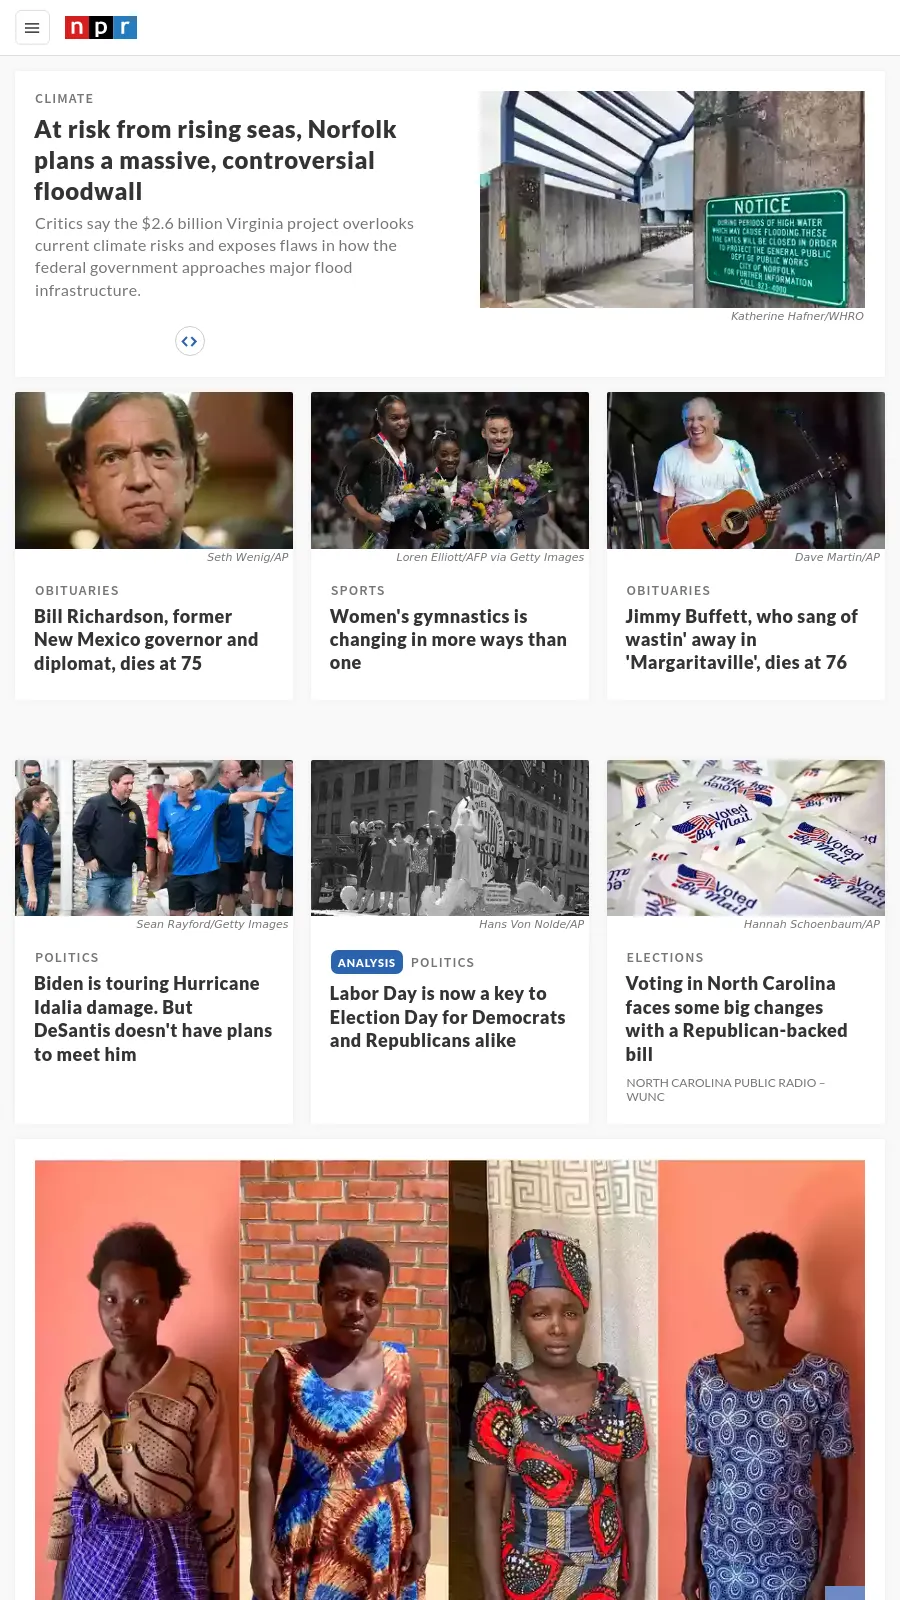 npr
CLIMATE
At risk from rising seas, Norfolk
plans a massive, controversial
floodwall
Critics say the $2.6 billion Virginia project overlooks
current climate risks and exposes flaws in how the
federal government approaches major flood
infrastructure.
NOTICE
DURING PERIODS OF HIGH WATER
WHICH MAY CAUSE FLOODING.THESE
TIDE GATES WILL BE CLOSED IN ORDER
TO PROTECT THE GENERAL PUBLIC
DEPT OF PUBLIC WORKS
CITY OF NORFOLK
FOR FURTHER INFORMATION
CALL 823-4000
Katherine Hafner/WHRO
Seth Wenig/AP
OBITUARIES
Bill Richardson, former
New Mexico governor and
diplomat, dies at 75
Loren Elliott/AFP via Getty Images
SPORTS
Women's gymnastics is
changing in more ways than
one
Dave Martin/AP
OBITUARIES
Jimmy Buffett, who sang of
wastin' away in
'Margaritaville', dies at 76
Sean Rayford/Getty Images
POLITICS
Biden is touring Hurricane
Idalia damage. But
DeSantis doesn't have plans
to meet him
Hans Von Nolde/AP
ANALYSIS POLITICS
Labor Day is now a key to
Election Day for Democrats
and Republicans alike
Voted
By Mail
Voted
By Mail
Voted
By Mail
Hannah Schoenbaum/AP
ELECTIONS
Voting in North Carolina
faces some big changes
with a Republican-backed
bill
NORTH CAROLINA PUBLIC RADIO –
WUNC